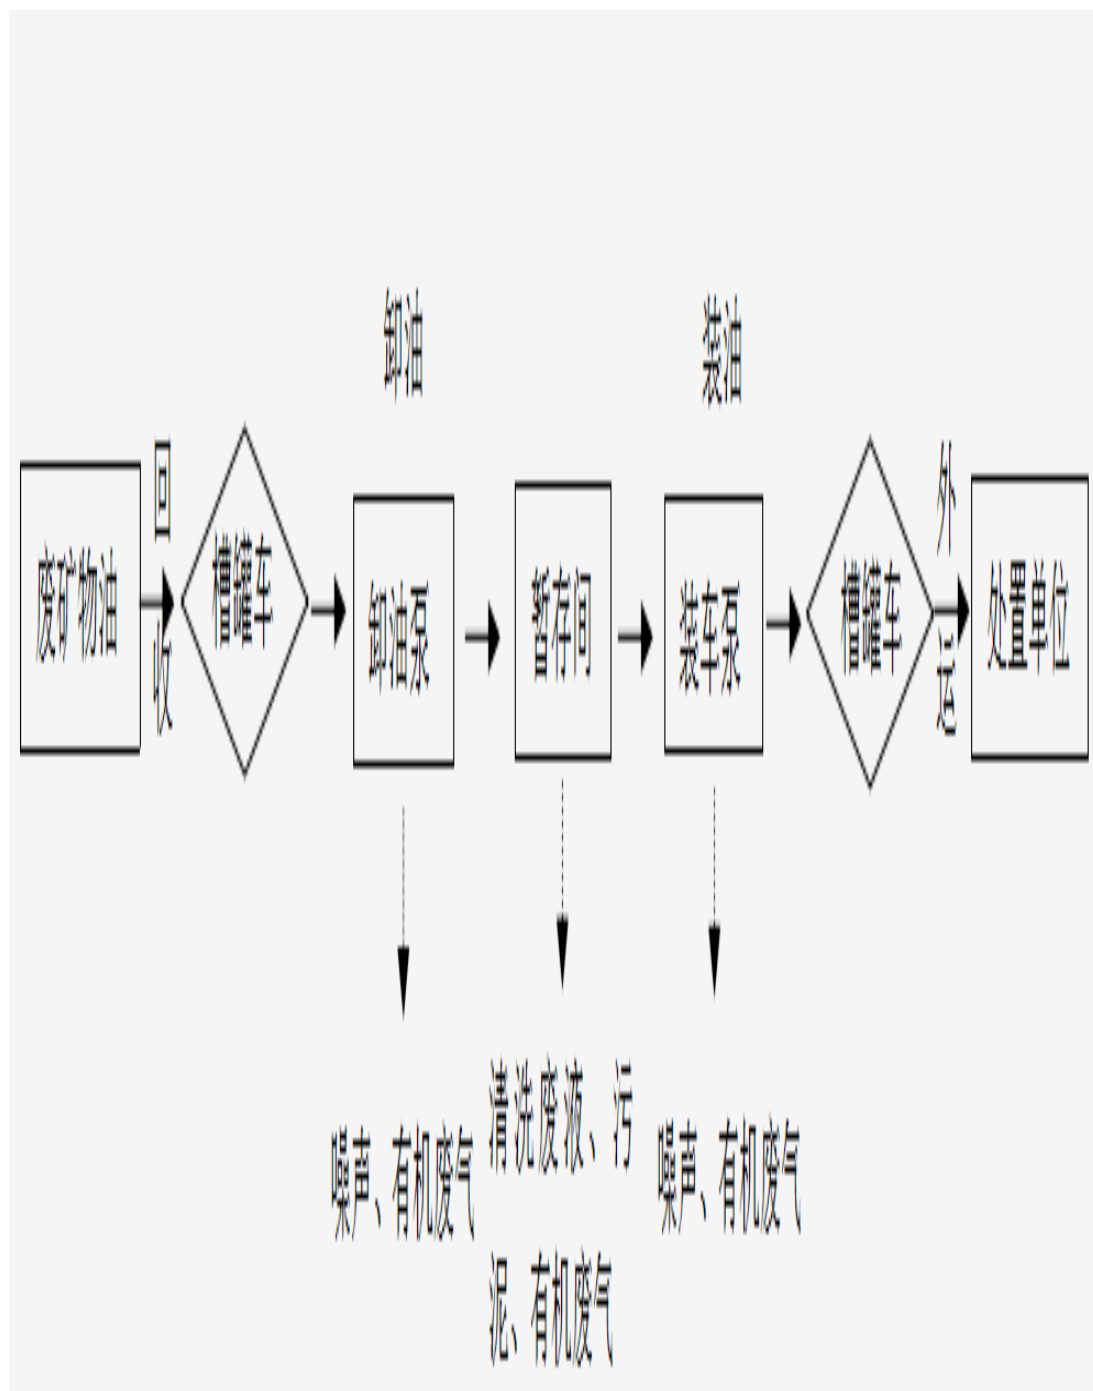 卸油
装油
回收
外运
废矿物油
槽罐车
卸油泵
暂存间
装车泵
槽罐车
处置单位
噪声、有机废气
清洗废液、污
泥、有机废气
噪声、有机废气